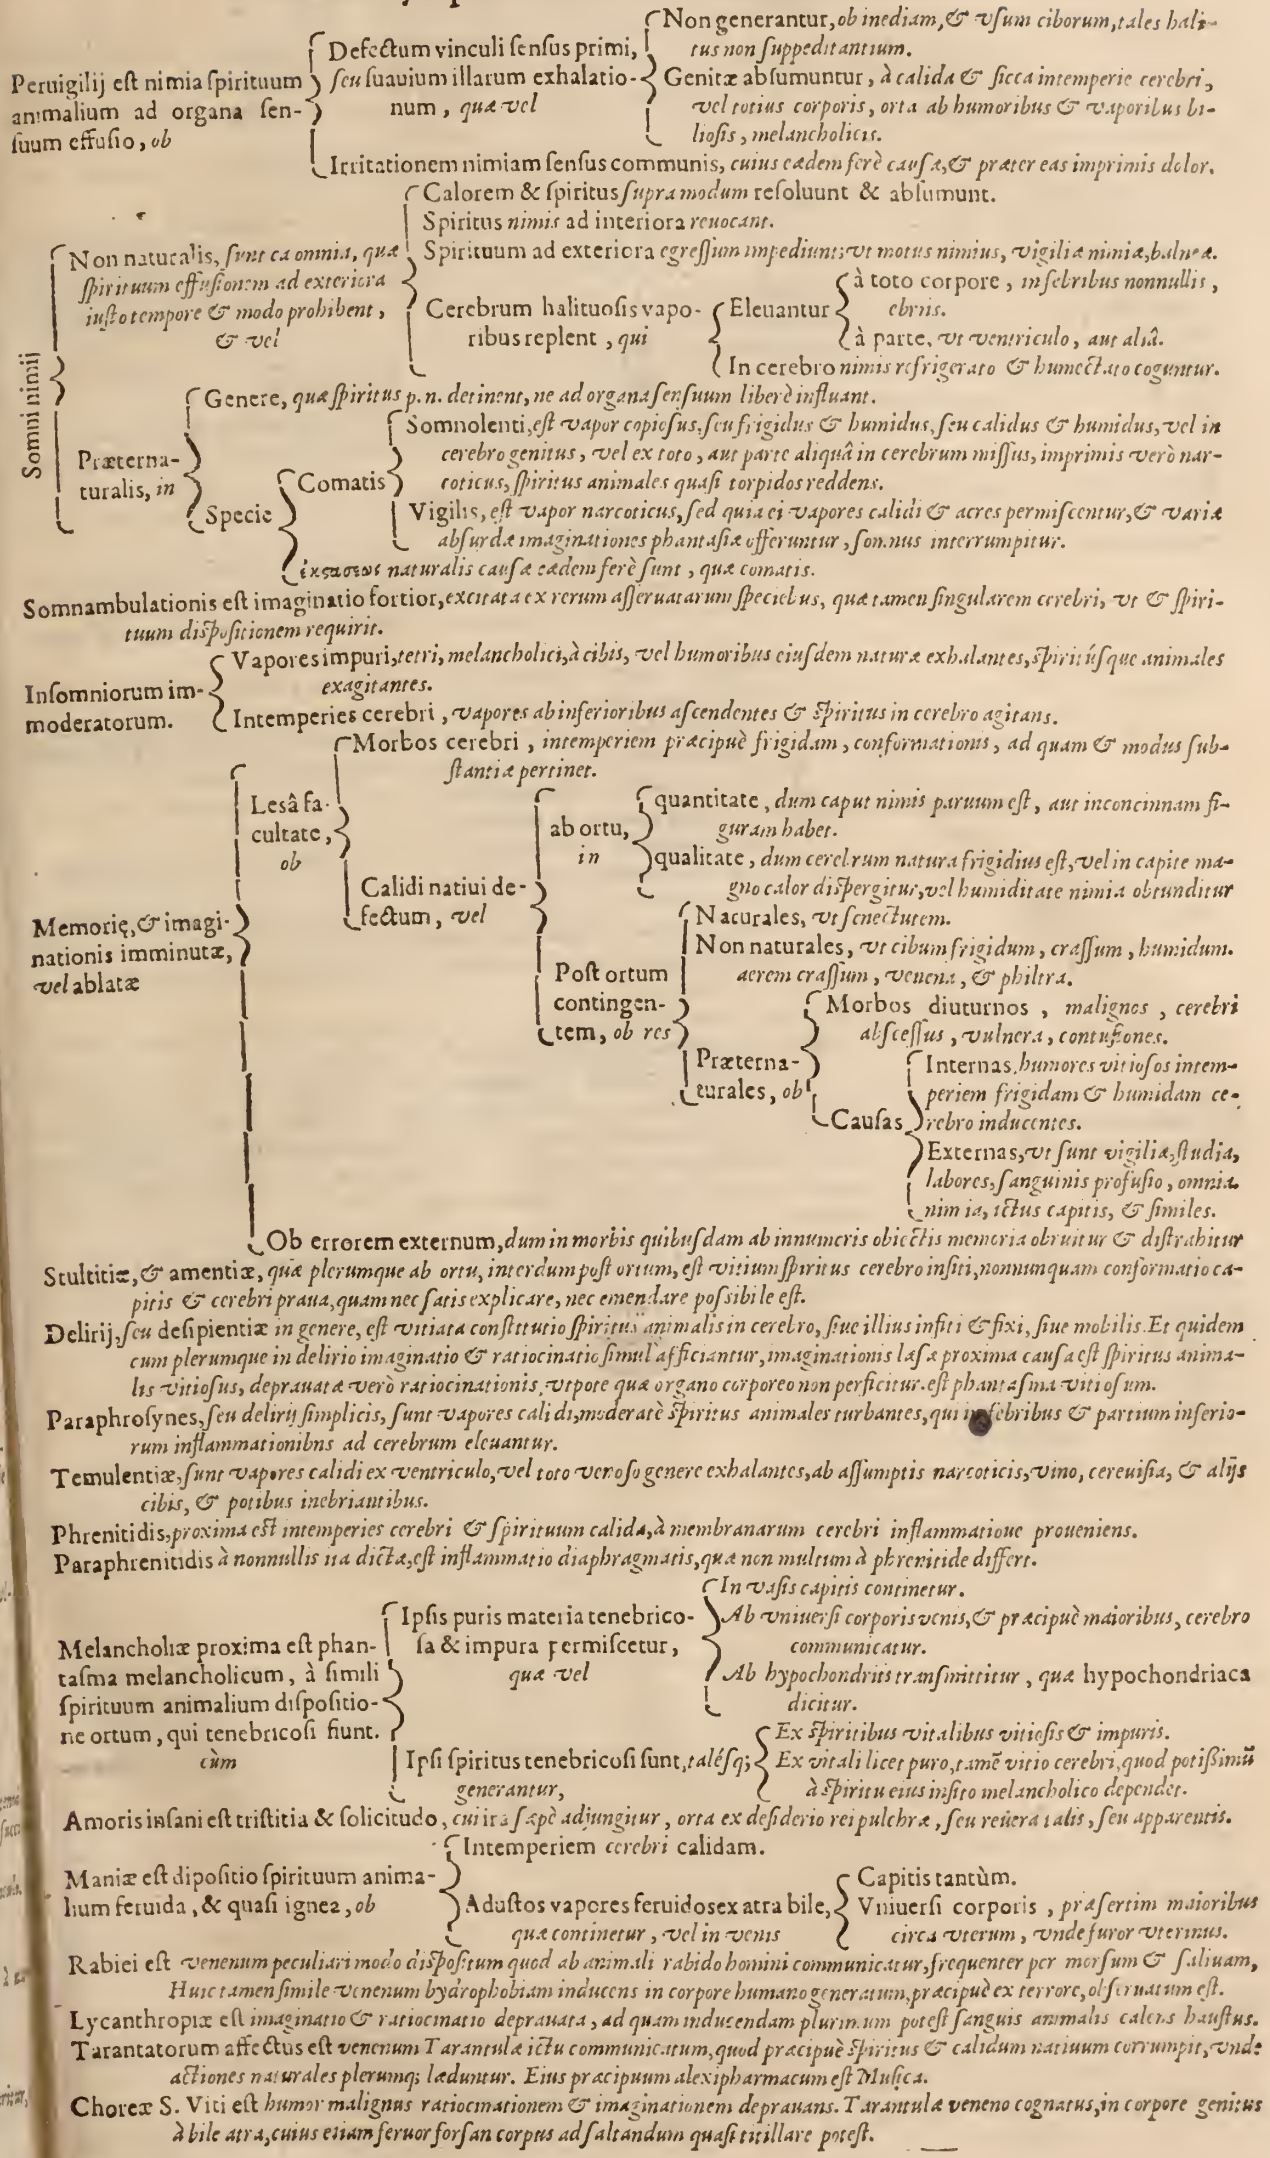 Peruigilij eſt nimia ſpirituum
animalium ad organa ſen-
ſuum effuſio, ob
Defectum vinculi ſenſus primi,
ſeu ſuauium illarum exhalatio-
num, quæ vel
Non generantur, ob inediam, & vſum ciborum, tales hali-
tus non ſuppeditantium.
Genitæ abſumuntur, à calida & ſicca intemperie cerebri,
vel totius corporis, orta ab humoribus & vaporibus bi-
lioſis, melancholicis.
Irritationem nimiam ſenſus communis, cuius eædem ferè cauſæ, & præter eas imprimis dolor.
Somni nimij
Non naturalis, ſunt ea omnia, quæ
ſpirituum effuſionem ad exteriora
iuſto tempore & modo prohibent,
& vel
Calorem & ſpiritus ſupra modum reſoluunt & abſumunt.
Spiritus nimis ad interiora reuocant.
Spirituum ad exteriora egreſſum impediunt: vt motus nimius, vigiliæ nimiæ, balnea.
Cerebrum halituoſis vapo-
ribus replent, qui
Eleuantur
à toto corpore, in febribus nonnullis,
ebriis.
à parte, vt ventriculo, aut aliâ.
In cerebro nimis refrigerato & humectato coguntur.
Præterna-
turalis, in
Genere, quæ ſpiritus p. n. detinent, ne ad organa ſenſuum liberè influant.
Specie
Comatis
Somnolenti, eſt vapor copioſus, ſeu frigidus & humidus, ſeu calidus & humidus, vel in
cerebro genitus, vel ex toto, aut parte aliquâ in cerebrum miſſus, imprimis verò nar-
coticus, ſpiritus animales quaſi torpidos reddens.
Vigilis, eſt vapor narcoticus, ſed quia ei vapores calidi & acres permiſcentur, & variæ
abſurdæ imaginationes phantaſiæ offeruntur, ſomnus interrumpitur.
naturalis cauſæ eædem ferè ſunt, quæ comatis.
Somnambulationis eſt imaginatio fortior, excitata ex rerum aſſeruatarum ſpeciebus, quæ tamen ſingularem cerebri, vt & ſpiri-
tuum diſpoſitionem requirit.
Inſomniorum im-
moderatorum.
Vapores impuri, tetri, melancholici, à cibis, vel humoribus eiuſdem naturæ exhalantes, ſpiritúſque animales
exagitantes.
Intemperies cerebri, vapores ab inferioribus aſcendentes & ſpiritus in cerebro agitans.
Memorię, & imagi-
nationis imminutæ,
vel ablatæ
Lesâ fa-
cultate,
ob
Morbos cerebri, intemperiem præcipuè frigidam, conformationis, ad quam & modus ſub-
ſtantiæ pertinet.
Calidi natiui de-
fectum, vel
ab ortu,
in
quantitate, dum caput nimis paruum eſt, aut inconcinnam fi-
guram habet.
qualitate, dum cerebrum natura frigidius eſt, vel in capite ma-
gno calor diſpergitur, vel humiditate nimia obtunditur
Poſt ortum
contingen-
tem, ob res
Naturales, vt ſenectutem.
Non naturales, vt cibum frigidum, craſſum, humidum.
aerem craſſum, venena, & philtra.
Præterna-
turales, ob
Morbos diuturnos, malignos, cerebri
abſceſſus, vulnera, contuſiones.
Cauſas
Internas, humores vitioſos intem-
periem frigidam & humidam ce-
rebro inducentes.
Externas, vt ſunt vigiliæ, ſtudia,
labores, ſanguinis profuſio, omnia
nimia, ictus capitis, & ſimiles.
Ob errorem externum, dum in morbis quibuſdam ab innumeris obiectis memoria obruitur & diſtrahitur
Stultitiæ, & amentiæ, quæ plerumque ab ortu, interdum poſt ortum, eſt vitium ſpiritus cerebro inſiti, nonnunquam conformatio ca-
pitis & cerebri praua, quam nec ſatis explicare, nec emendare poſsibile eſt.
Delirij, ſeu deſipientiæ in genere, eſt vitiata conſtitutio ſpiritus animalis in cerebro, ſiue illius inſiti & fixi, ſiue mobilis. Et quidem
cum plerumque in delirio imaginatio & ratiocinatio ſimul afficiantur, imaginationis læſæ proxima cauſa eſt ſpiritus anima-
lis vitioſus, deprauatæ verò ratiocinationis, vtpote quæ organo corporeo non perficitur. eſt phantaſma vitioſum.
Paraphroſynes, ſeu delirij ſimplicis, ſunt vapores calidi, moderatè ſpiritus animales turbantes, qui in febribus & partium inferio-
rum inflammationibns ad cerebrum eleuantur.
Temulentiæ, ſunt vapores calidi ex ventriculo, vel toto venoſo genere exhalantes, ab aſſumptis narcoticis, vino, cereuiſia, & alijs
cibis, & potibus inebriantibus.
Phrenitidis, proxima eſt intemperies cerebri & ſpirituum calida, à membranarum cerebri inflammatione proueniens.
Paraphrenitidis à nonnullis ita dictæ, eſt inflammatio diaphragmatis, quæ non multum à phrenitide differt.
Melancholiæ proxima eſt phan-
taſma melancholicum, à ſimili
ſpirituum animalium diſpoſitio-
ne ortum, qui tenebricoſi fiunt.
cùm
Ipſis puris materia tenebrico-
ſa & impura permiſcetur,
quæ vel
In vaſis capitis continetur.
Ab vniuerſi corporis venis, & præcipuè maioribus, cerebro
communicatur.
Ab hypochondriis tranſmittitur, quæ hypochondriaca
dicitur.
Ipſi ſpiritus tenebricoſi ſunt, taléſq;
generantur,
Ex ſpiritibus vitalibus vitioſis & impuris.
Ex vitali licet puro, tamẽ vitio cerebri, quod potiſsimũ
à ſpiritu eius inſito melancholico dependet.
Amoris inſani eſt triſtitia & ſolicitudo, cui ira ſæpè adjungitur, orta ex deſiderio rei pulchræ, ſeu reuera talis, ſeu apparentis.
Maniæ eſt dipoſitio ſpirituum anima-
lium feruida, & quaſi ignea, ob
Intemperiem cerebri calidam.
Aduſtos vapores feruidos ex atra bile,
quæ continetur, vel in venis
Capitis tantùm.
Vniuerſi corporis, præſertim maioribus
circa vterum, vnde furor vterinus.
Rabiei eſt venenum peculiari modo diſpoſitum quod ab animali rabido homini communicatur, frequenter per morſum & ſaliuam,
Huic tamen ſimile venenum hydrophobiam inducens in corpore humano generatum, præcipuè ex terrore, obſeruatum eſt.
Lycanthropiæ eſt imaginatio & ratiocinatio deprauata, ad quam inducendam plurimum poteſt ſanguis animalis calens hauſtus.
Tarantatorum affectus eſt venenum Tarantulæ ictu communicatum, quod præcipuè ſpiritus & calidum natiuum corrumpit, vnde
actiones naturales plerumq; læduntur. Eius præcipuum alexipharmacum eſt Muſica.
Choreæ S. Viti eſt humor malignus ratiocinationem & imaginationem deprauans. Tarantulæ veneno cognatus, in corpore genitus
à bile atra, cuius etiam feruor forſan corpus ad ſaltandum quaſi titillare poteſt.